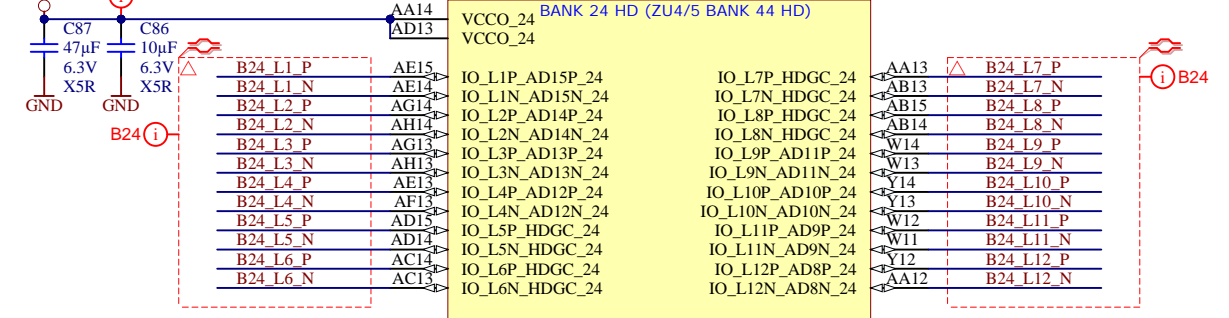 BANK 24 HD (ZU4/5 BANK 44 HD)
AA14 VCCO_24
AD13 VCCO_24
C87 C86
47µF 10µF
6.3V 6.3V
X5R X5R
GND GND
B24 i
i B24
i
B24_L1_P AE15 IO_L1P_AD15P_24
B24_L1_N AE14 IO_L1N_AD15N_24
B24_L2_P AG14 IO_L2P_AD14P_24
B24_L2_N AH14 IO_L2N_AD14N_24
B24_L3_P AG13 IO_L3P_AD13P_24
B24_L3_N AH13 IO_L3N_AD13N_24
B24_L4_P AE13 IO_L4P_AD12P_24
B24_L4_N AF13 IO_L4N_AD12N_24
B24_L5_P AD15 IO_L5P_HDGC_24
B24_L5_N AD14 IO_L5N_HDGC_24
B24_L6_P AC14 IO_L6P_HDGC_24
B24_L6_N AC13 IO_L6N_HDGC_24
IO_L7P_HDGC_24 AA13 B24_L7_P
IO_L7N_HDGC_24 AB13 B24_L7_N
IO_L8P_HDGC_24 AB15 B24_L8_P
IO_L8N_HDGC_24 AB14 B24_L8_N
IO_L9P_AD11P_24 W14 B24_L9_P
IO_L9N_AD11N_24 W13 B24_L9_N
IO_L10P_AD10P_24 Y14 B24_L10_P
IO_L10N_AD10N_24 Y13 B24_L10_N
IO_L11P_AD9P_24 W12 B24_L11_P
IO_L11N_AD9N_24 W11 B24_L11_N
IO_L12P_AD8P_24 Y12 B24_L12_P
IO_L12N_AD8N_24 AA12 B24_L12_N